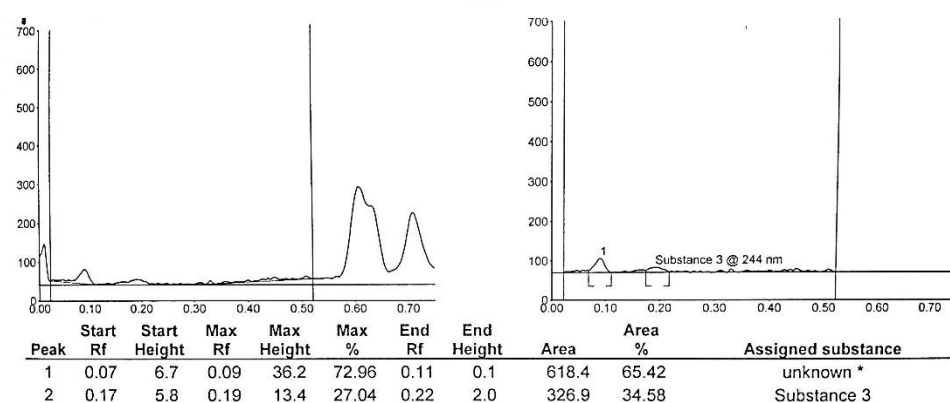 700 700
600 600
500 500
400 400
300 300
200 200
100 1 Substance 3 @ 244 nm 100
0 0
0.00 0.10 0.20 0.30 0.40 0.50 0.60 0.70 0.00 0.10 0.20 0.30 0.40 0.50 0.60 0.70
Start Start Max Max Max End End Area
Peak Rf Height Rf Height % Rf Height Area % Assigned substance
1 0.07 6.7 0.09 36.2 72.96 0.11 0.1 618.4 65.42 unknown *
2 0.17 5.8 0.19 13.4 27.04 0.22 2.0 326.9 34.58 Substance 3